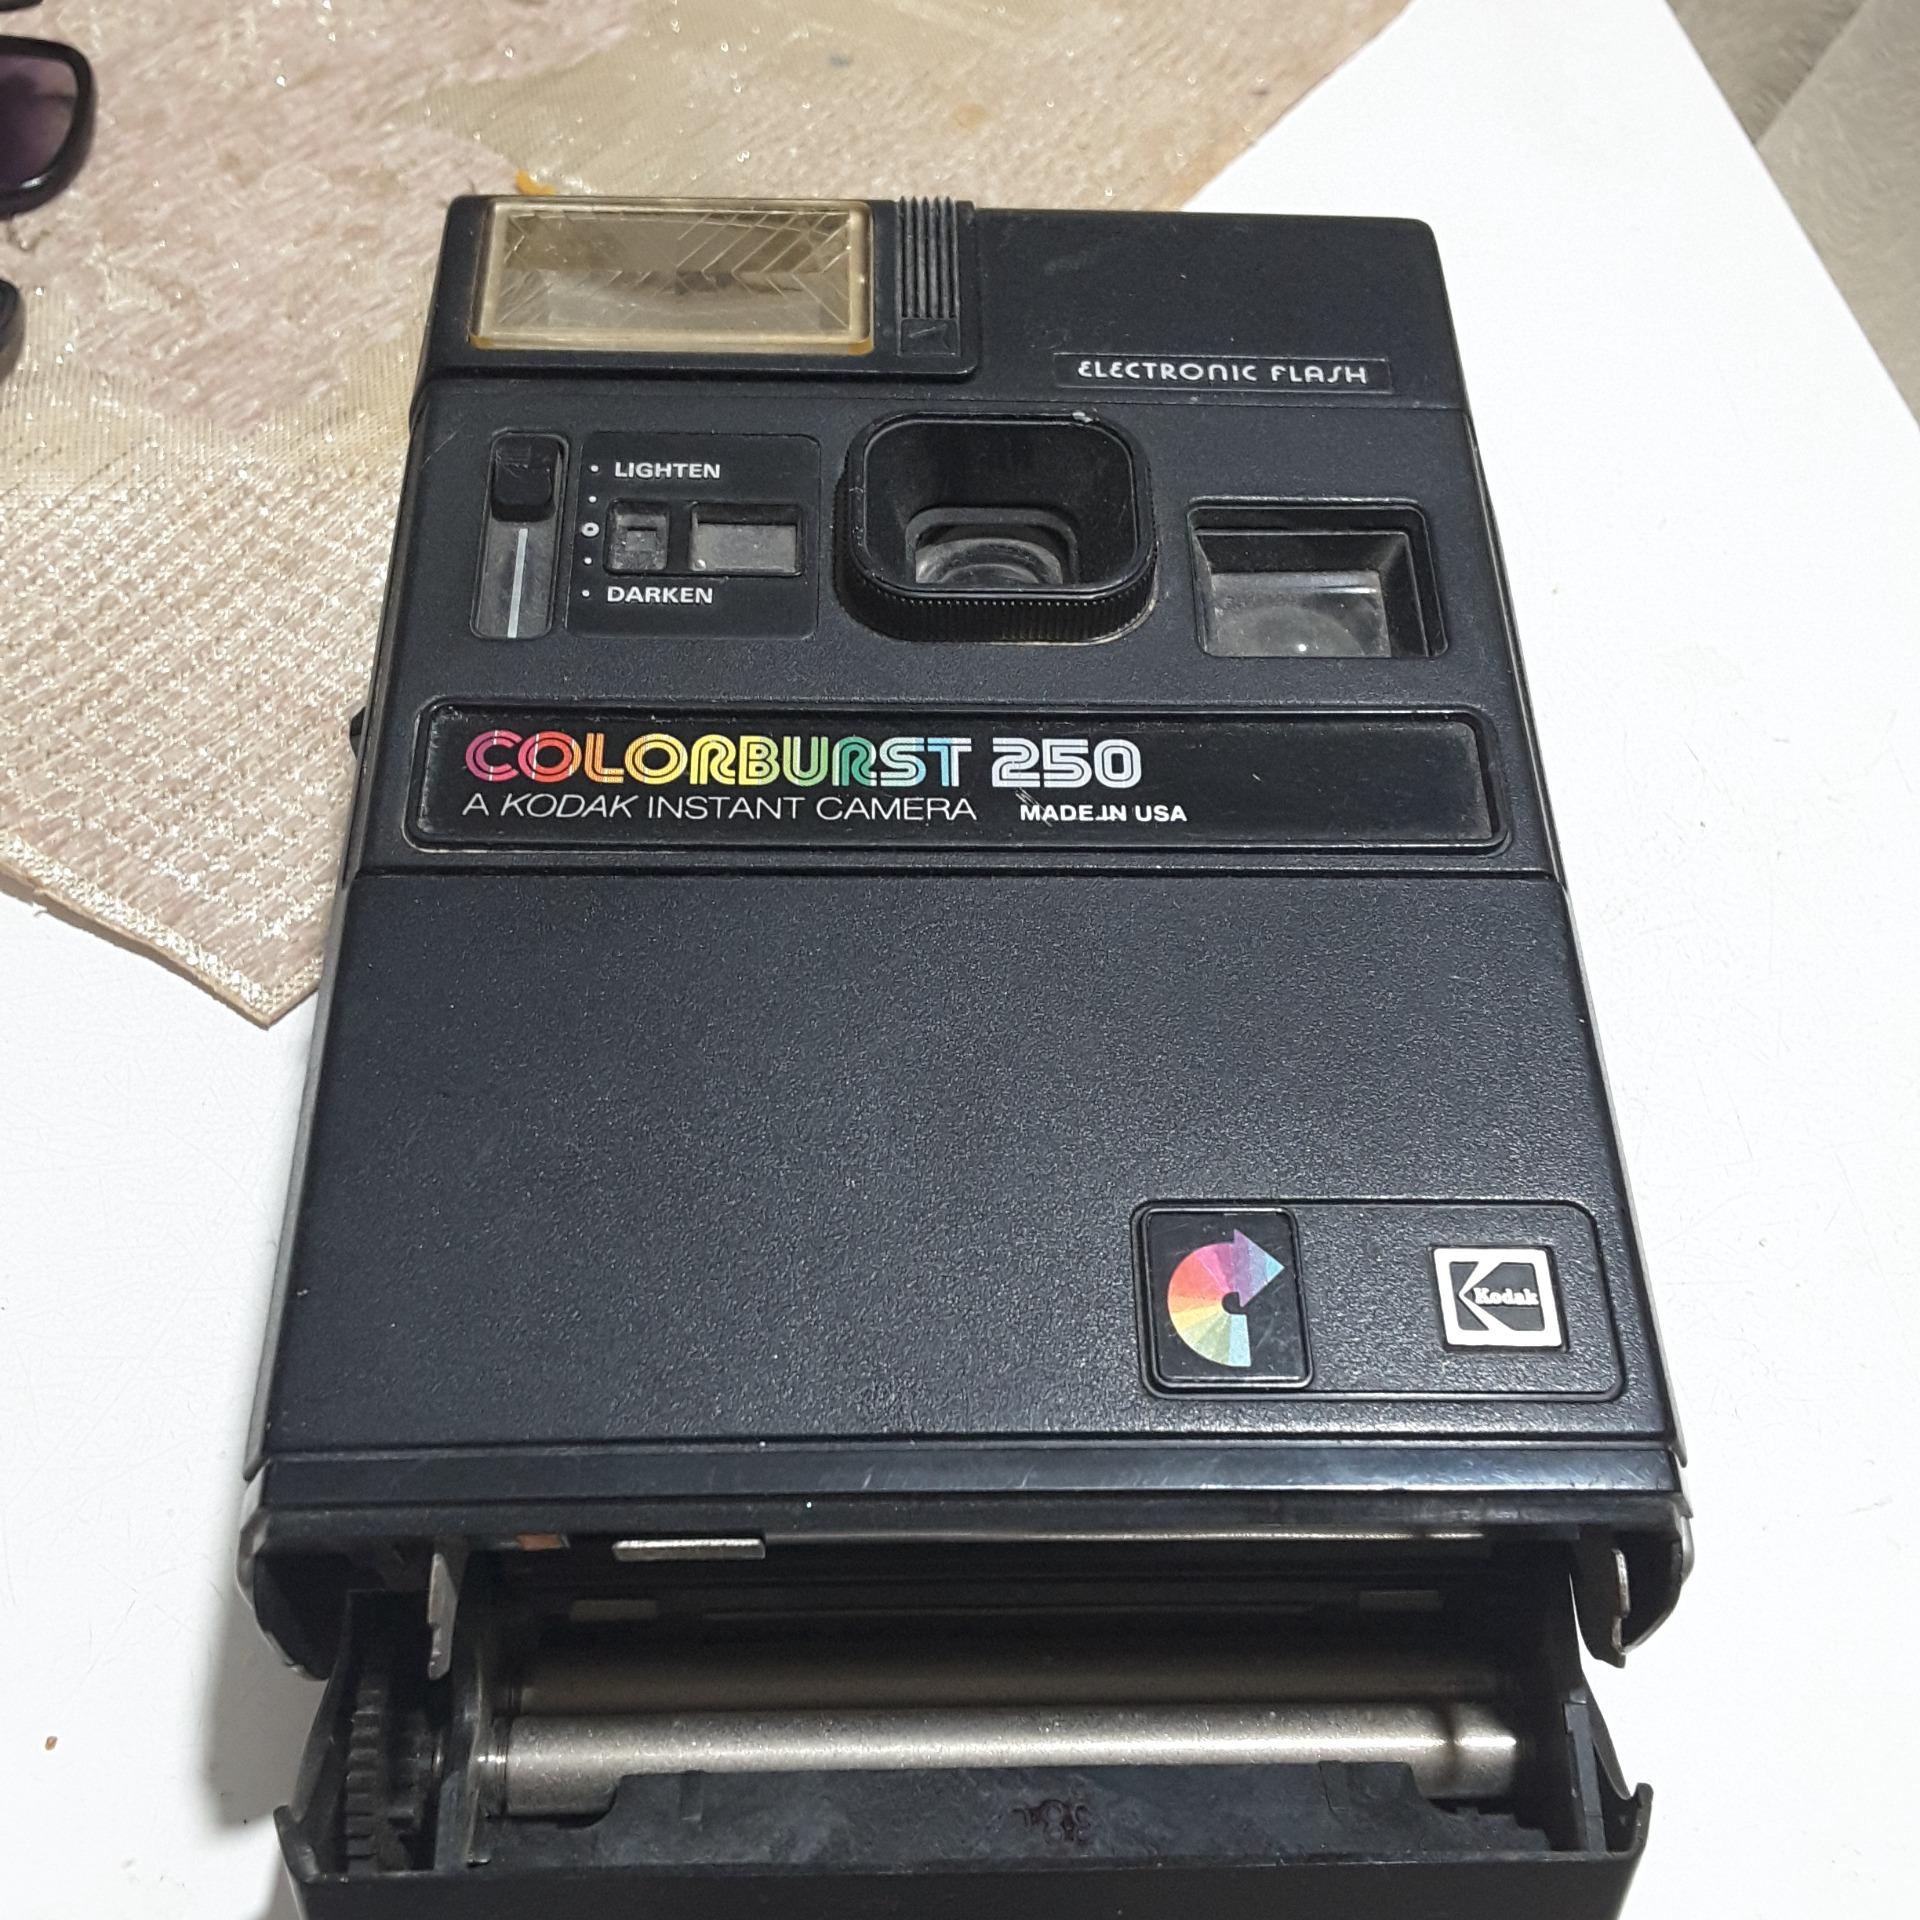 ELECTRONIC FLASH
LIGHTEN
DARKEN
COLORBURST 250
A KODAK INSTANT CAMERA MADE IN USA
Kodak